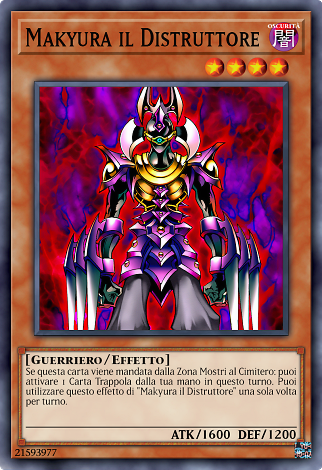 Makyura il Distruttore
OSCURITÀ
闇
[Guerriero/Effetto]
Se questa carta viene mandata dalla Zona Mostri al Cimitero: puoi
attivare 1 Carta Trappola dalla tua mano in questo turno. Puoi
utilizzare questo effetto di "Makyura il Distruttore" una sola volta
per turno.
ATK/1600 DEF/1200
21593977